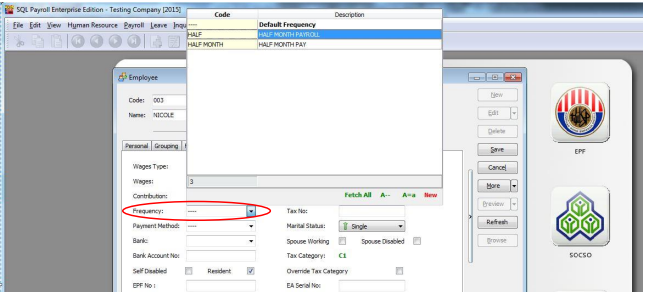 SQL Payroll Enterprise Edition - Testing Company [2015]
File Edit View Human Resource Payroll Leave Inqu
Code Description
---- Default Frequency
HALF HALF MONTH PAYROLL
HALF MONTH HALF MONTH PAY
3
Fetch All A-- A=a New
Employee
Code: 003
Name: NICOLE
Personal Grouping
Wages Type:
Wages:
Contribution:
Frequency: ----
Payment Method: ----
Bank:
Bank Account No:
Self Disabled Resident
EPF No :
Tax No:
Marital Status: Single
Spouse Working Spouse Disabled
Tax Category: C1
Override Tax Category
EA Serial No:
New
Edit
Delete
Save
Cancel
More
Preview
Refresh
Browse
EPF
SOCSO